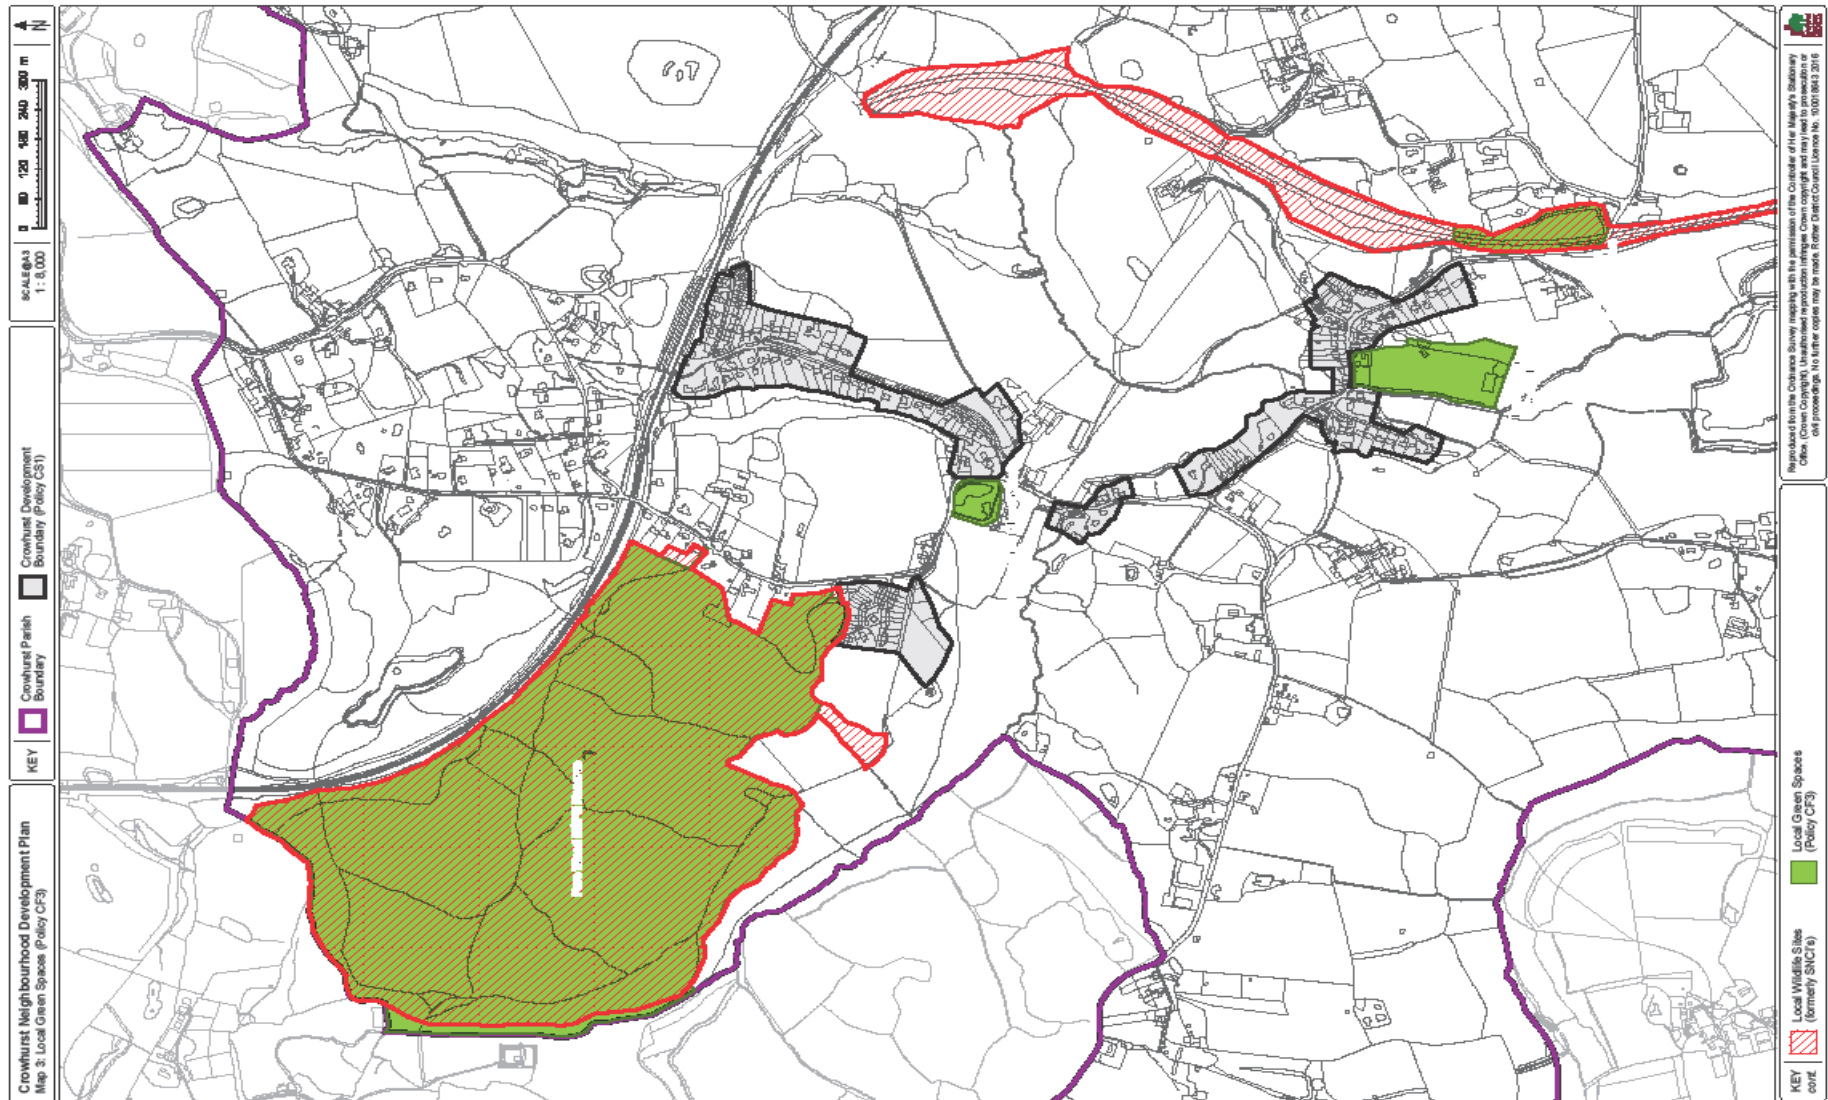 Crowhurst Neighbourhood Development Plan
Map 3: Local Green Spaces (Policy CF3)
KEY
Crowhurst Parish
Boundary
Crowhust Development
Boundary (Policy CS1)
SCALE@A3
1: 8,000
0 60 120 180 240 300 m
N
KEY
cont.
Local Wildlife Sites
(formerly SNCI's)
Local Green Spaces
(Policy CF3)
Reproduced from the Ordnance Survey mapping with the permission of the Controller of Her Majesty's Stationary
Office. (Crown Copyright). Unauthorised reproduction infringes Crown copyright and may lead to prosecution or
civil proceedings. No further copies may be made. Rother District Council Licence No. 100018643 2016